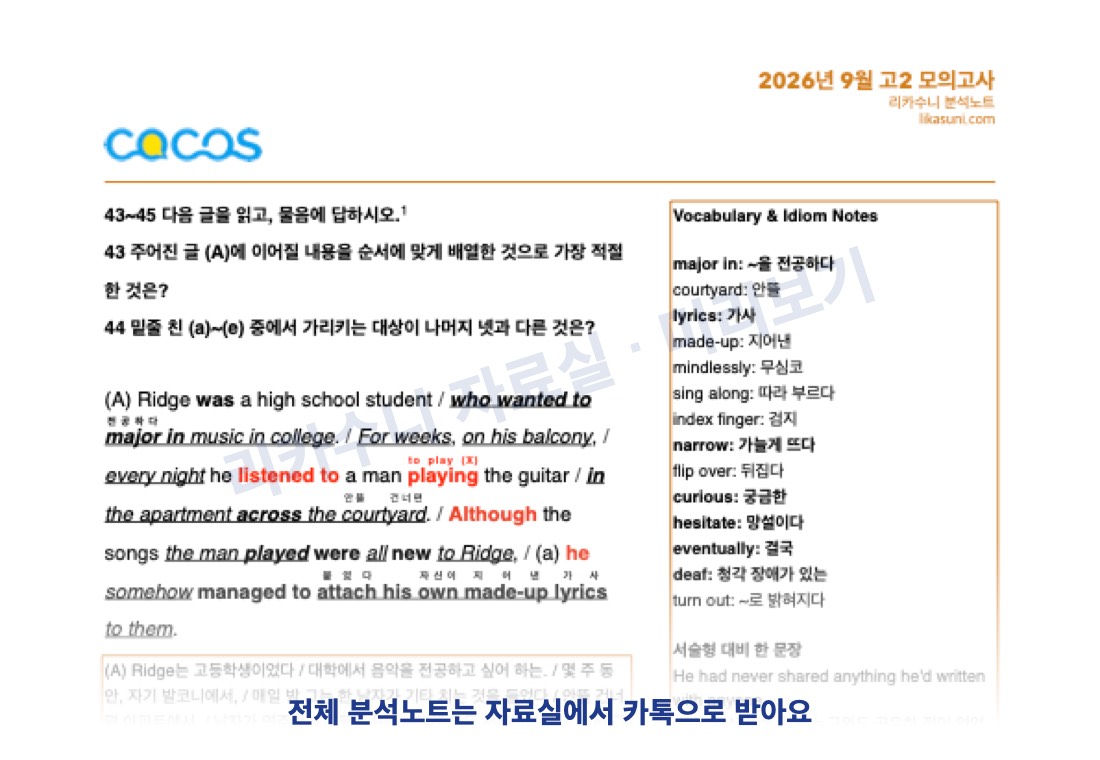 2026년 9월 고2 모의고사
리카수니 분석노트
likasuni.com
cacos
43~45 다음 글을 읽고, 물음에 답하시오.1
43 주어진 글 (A)에 이어질 내용을 순서에 맞게 배열한 것으로 가장 적절
한 것은?
44 밑줄 친 (a)~(e) 중에서 가리키는 대상이 나머지 넷과 다른 것은?
(A) Ridge was a high school student / who wanted to
전공하다
major in music in college. / For weeks, on his balcony, /
to play (X)
every night he listened to a man playing the guitar / in
안뜰 건너편
the apartment across the courtyard. / Although the
songs the man played were all new to Ridge, / (a) he
붙였다 자신이 지어낸 가사
somehow managed to attach his own made-up lyrics
to them.
(A) Ridge는 고등학생이었다 / 대학에서 음악을 전공하고 싶어 하는. / 몇 주 동
안, 자기 발코니에서, / 매일 밤 그는 한 남자가 기타 치는 것을 들었다 / 안뜰 건너
Vocabulary & Idiom Notes
major in: ~을 전공하다
courtyard: 안뜰
lyrics: 가사
made-up: 지어낸
mindlessly: 무심코
sing along: 따라 부르다
index finger: 검지
narrow: 가늘게 뜨다
flip over: 뒤집다
curious: 궁금한
hesitate: 망설이다
eventually: 결국
deaf: 청각 장애가 있는
turn out: ~로 밝혀지다
서술형 대비 한 문장
He had never shared anything he'd written
with anyone
리카수니 자료실 · 미리보기
전체 분석노트는 자료실에서 카톡으로 받아요